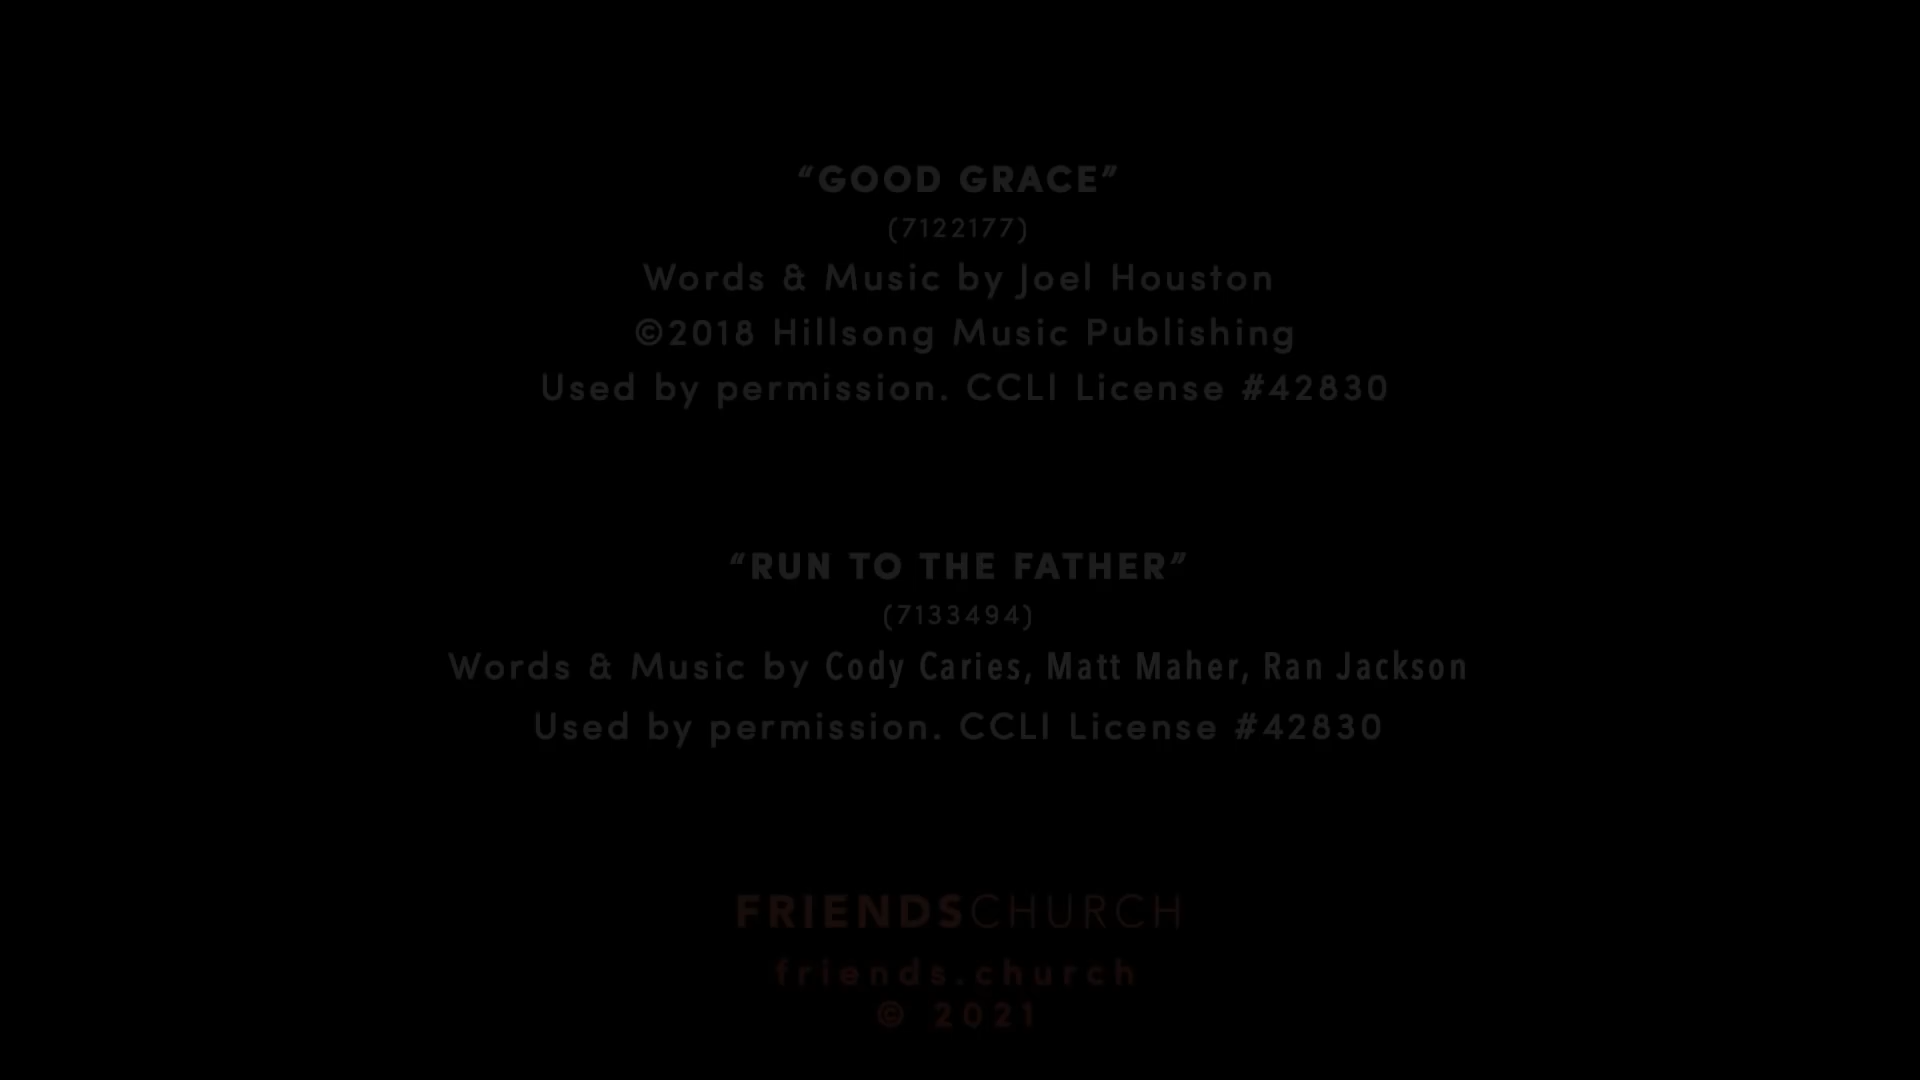 “GOOD GRACE”
(7122177)
Words & Music by Joel Houston
©2018 Hillsong Music Publishing
Used by permission. CCLI License #42830
“RUN TO THE FATHER”
(7133494)
Words & Music by Cody Caries, Matt Maher, Ran Jackson
Used by permission. CCLI License #42830
FRIENDSCHURCH
friends.church
© 2021